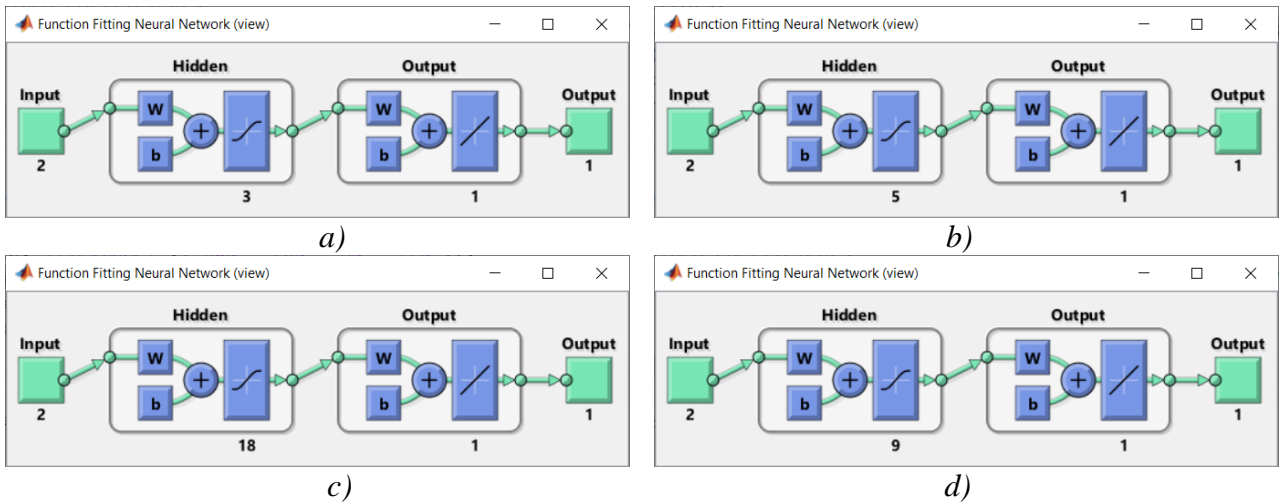 Function Fitting Neural Network (view)
Hidden Output
Input Output
W W
b b
2 1
3 1
a)
Function Fitting Neural Network (view)
Hidden Output
Input Output
W W
b b
2 1
5 1
b)
Function Fitting Neural Network (view)
Hidden Output
Input Output
W W
b b
2 1
18 1
c)
Function Fitting Neural Network (view)
Hidden Output
Input Output
W W
b b
2 1
9 1
d)